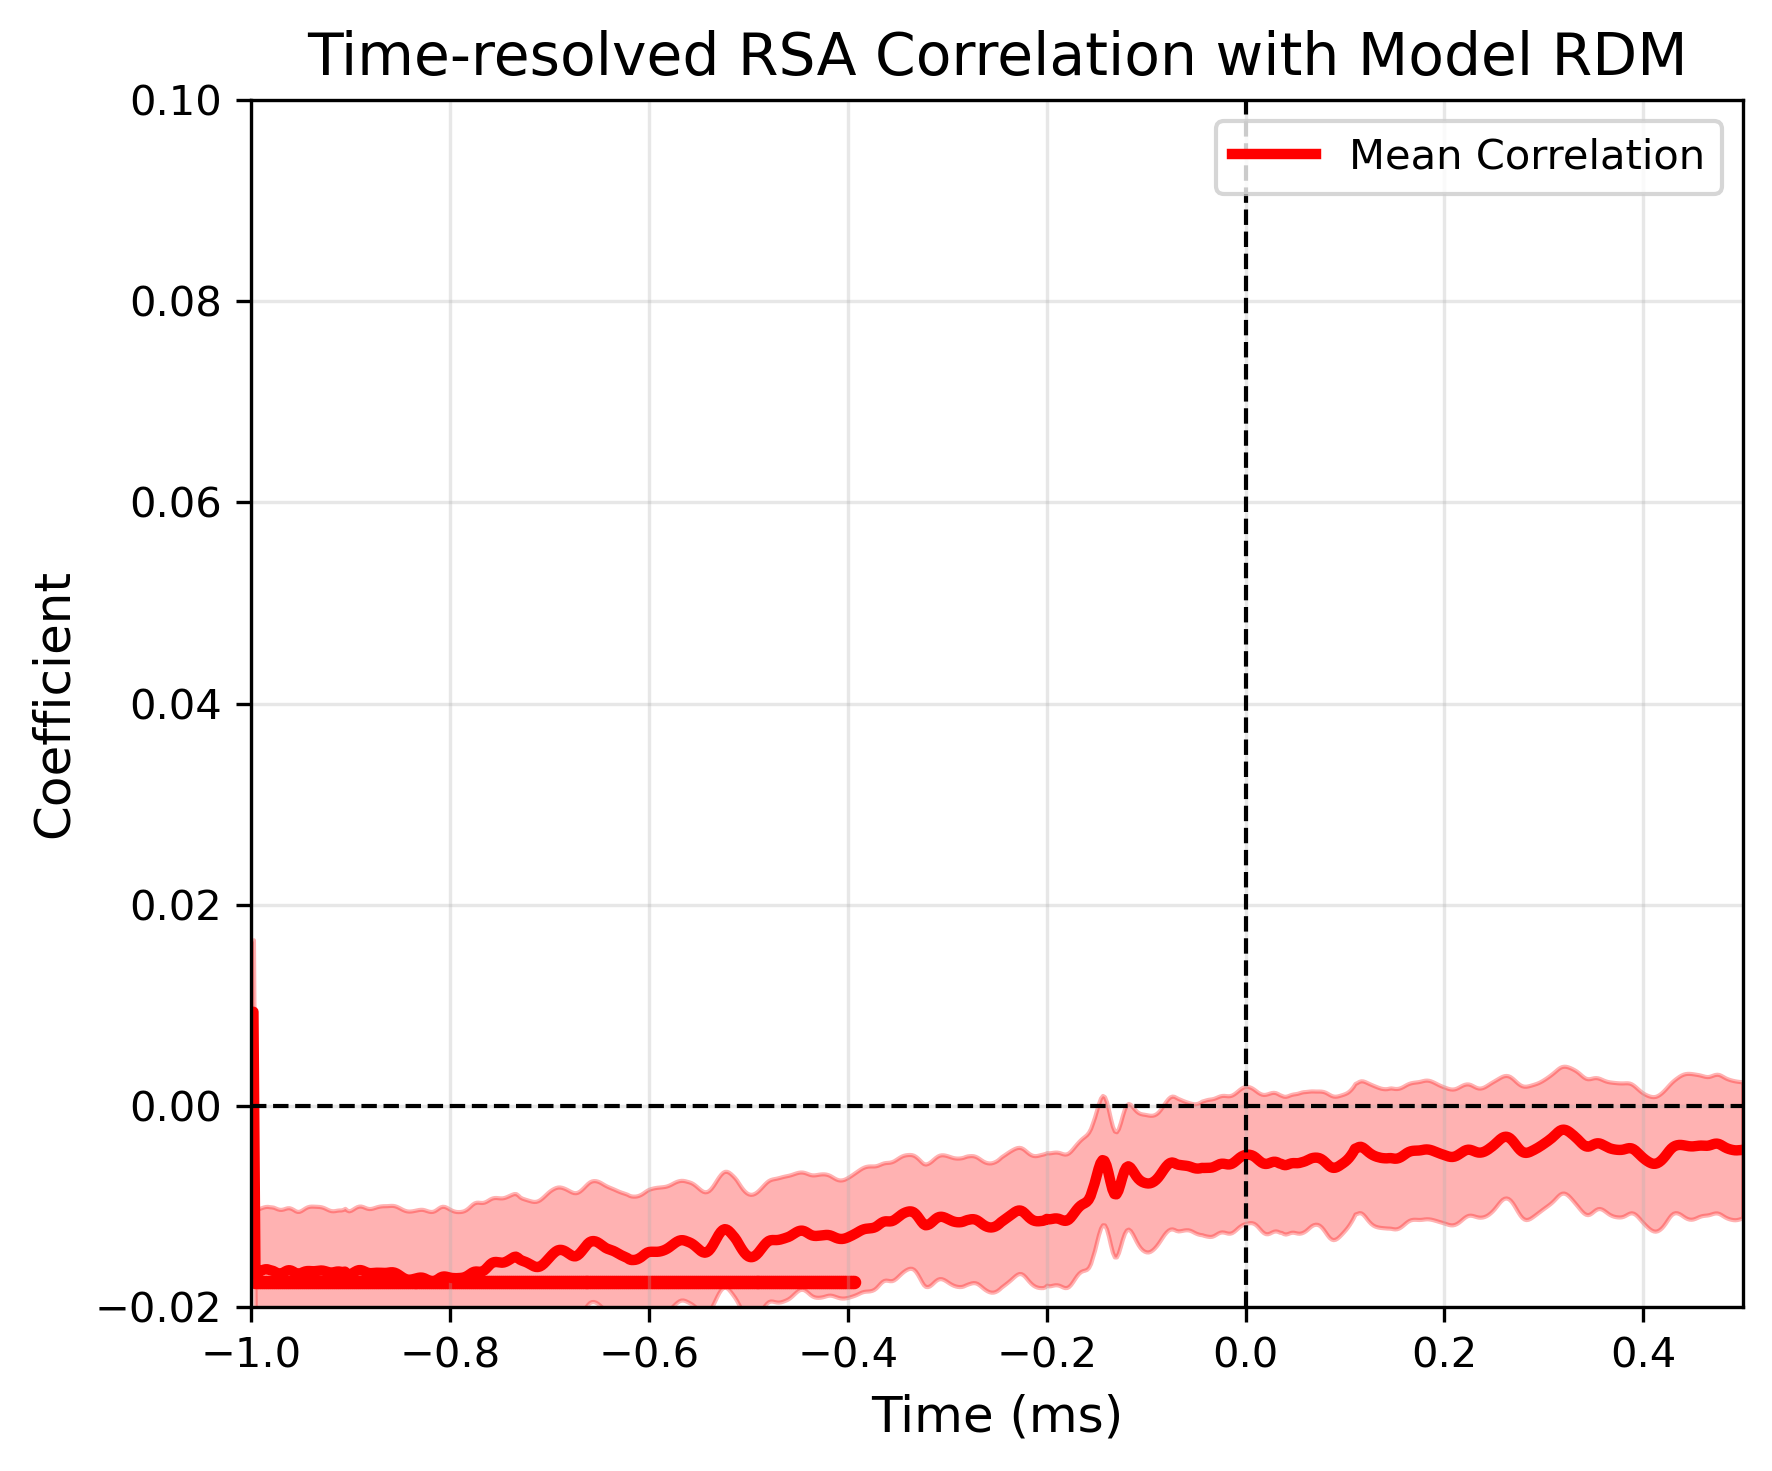 Time-resolved RSA Correlation with Model RDM
Mean Correlation
0.10
0.08
0.06
0.04
0.02
0.00
−0.02
Coefficient
−1.0 −0.8 −0.6 −0.4 −0.2 0.0 0.2 0.4
Time (ms)